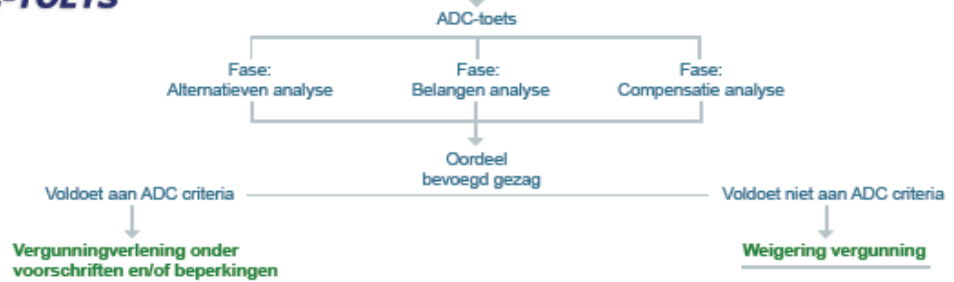 -TOETS
ADC-toets
Fase:
Alternatieven analyse
Fase:
Belangen analyse
Fase:
Compensatie analyse
Oordeel
bevoegd gezag
Voldoet aan ADC criteria
Voldoet niet aan ADC criteria
Vergunningverlening onder
voorschriften en/of beperkingen
Weigering vergunning